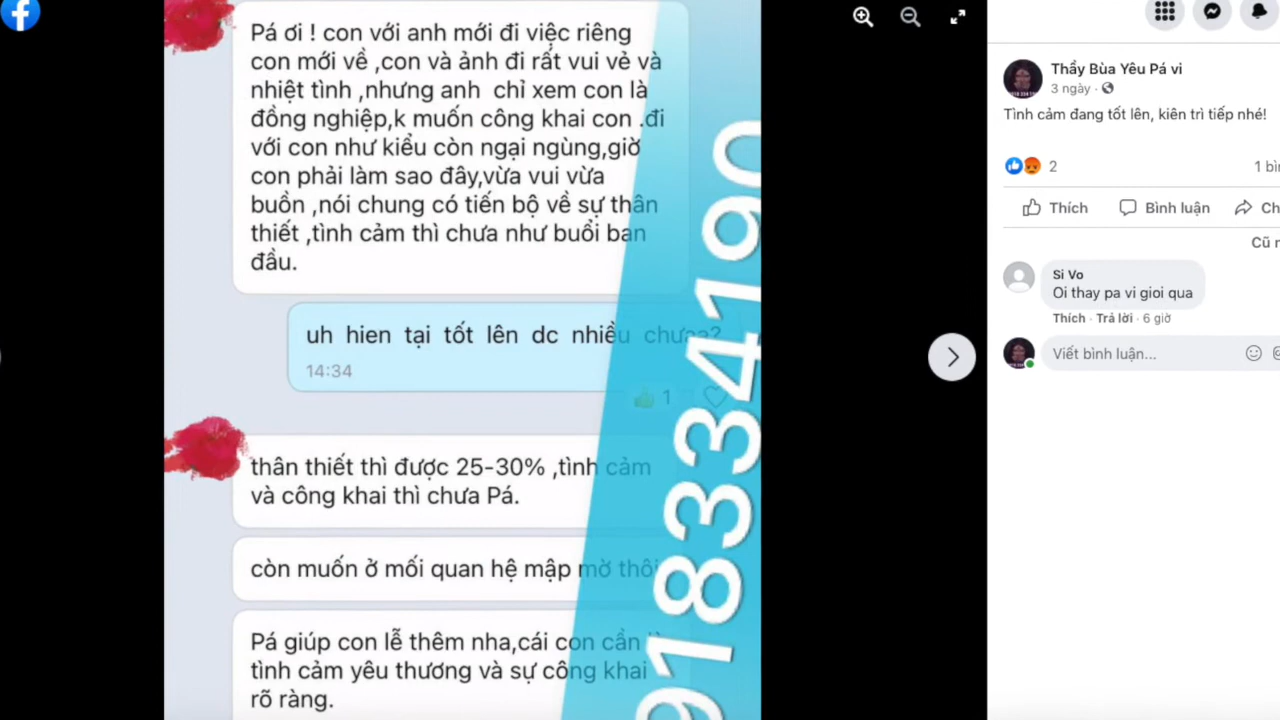 Pá ơi ! con với anh mới đi việc riêng
con mới về ,con và ảnh đi rất vui vẻ và
nhiệt tình ,nhưng anh chỉ xem con là
đồng nghiệp,k muốn công khai con .đi
với con như kiểu còn ngại ngùng,giờ
con phải làm sao đây,vừa vui vừa
buồn ,nói chung có tiến bộ về sự thân
thiết ,tình cảm thì chưa như buổi ban
đầu.
uh hien tại tốt lên dc nhiều
14:34
1
thân thiết thì được 25-30% ,tình cảm
và công khai thì chưa Pá.
còn muốn ở mối quan hệ mập mờ thôi
Pá giúp con lễ thêm nha,cái con cần
tình cảm yêu thương và sự công khai
rõ ràng.
918334190
Thầy Bùa Yêu Pá vi
3 ngày ·
Tình cảm đang tốt lên, kiên trì tiếp nhé!
2
1 bì
Thích Bình luận Ch
Cũ
Si Vo
Oi thay pa vi gioi qua
Thích · Trả lời · 6 giờ
Viết bình luận...